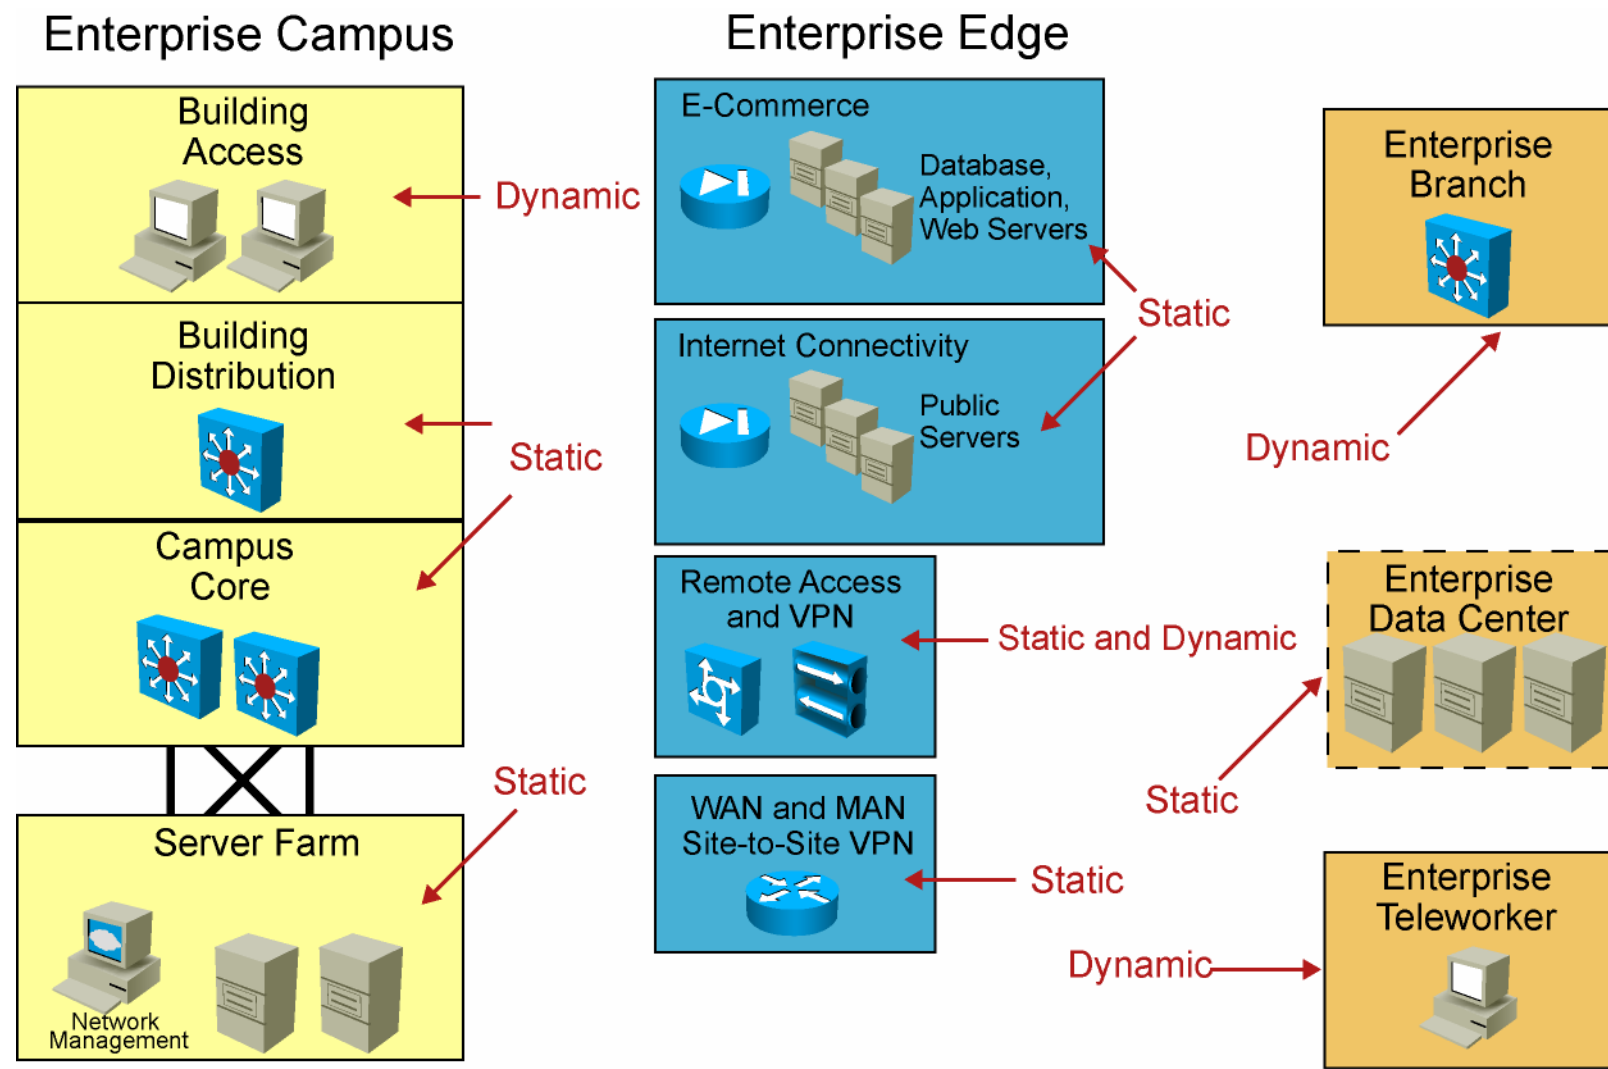 Enterprise Campus
Building
Access
Dynamic
Building
Distribution
Static
Campus
Core
Static
Server Farm
Network
Management
Enterprise Edge
E-Commerce
Database,
Application,
Web Servers
Static
Internet Connectivity
Public
Servers
Remote Access
and VPN
Static and Dynamic
WAN and MAN
Site-to-Site VPN
Static
Enterprise
Branch
Dynamic
Enterprise
Data Center
Static
Enterprise
Teleworker
Dynamic